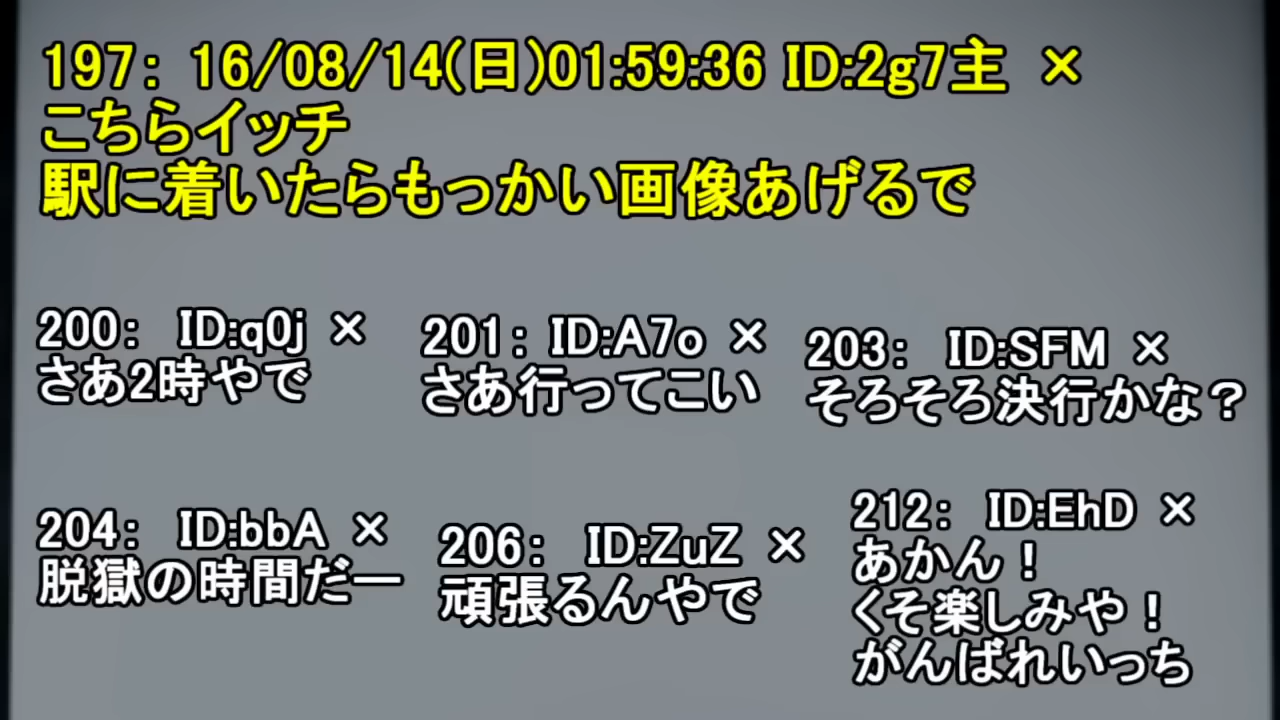 197: 16/08/14(日)01:59:36 ID:2g7主 ×
こちらイッチ
駅に着いたらもっかい画像あげるで
200: ID:q0j ×
さあ2時やで
201: ID:A7o ×
さあ行ってこい
203: ID:SFM ×
そろそろ決行かな？
204: ID:bbA ×
脱獄の時間だ―
206: ID:ZuZ ×
頑張るんやで
212: ID:EhD ×
あかん！
くそ楽しみや！
がんばれいっち